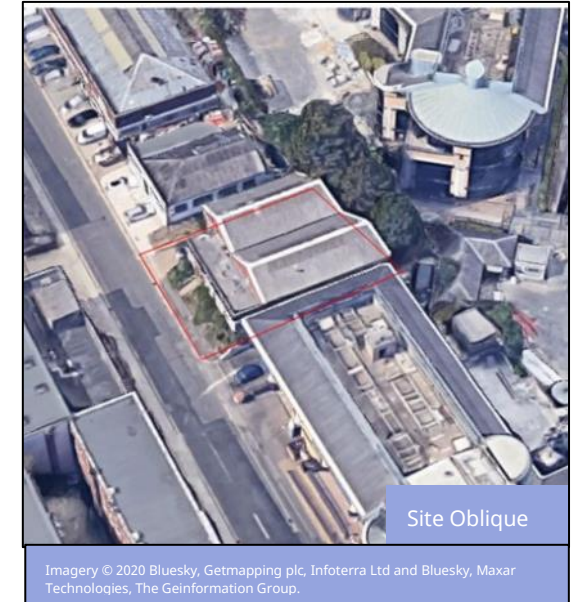 Site Oblique
Imagery © 2020 Bluesky, Getmapping plc, Infoterra Ltd and Bluesky, Maxar
Technologies, The Geinformation Group.